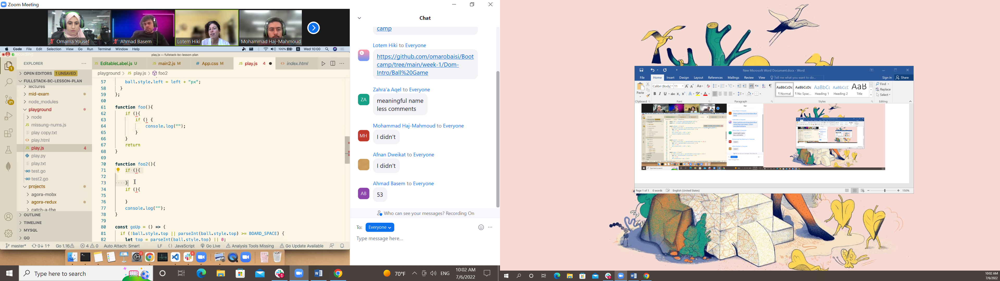 Zoom Meeting
Omama Yousef
Ahmad Basem
Lotem Hiki
Mohammad Haj-Mahmoud
Code File Edit Selection View Go Run Terminal Window Help
100%
A
Wed 10:00
play.js — fullstack-bc-lesson-plan
EXPLORER
OPEN EDITORS 1 UNSAVED
FULLSTACK-BC-LESSON-PLAN
lectures
mid-exam
node_modules
playground
node
missung-nums.js
play copy.txt
play.html
play.js 4
play.py
play.txt
test.go
test2.go
projects
agora-mobx
agora-redux
catch-a-the
OUTLINE
TIMELINE
MYSQL
GO
JS EditableLabel.js U
JS main2.js M
# App.css M
JS play.js 4
<> index.html
playground > JS play.js > foo2
57 ball.style.left = left + "px";
58 }
59 };
60
61 function foo(){
62 if (){
63 if () {
64 console.log("");
65 }
66 }
67 return
68 }
69
70 function foo2(){
71 if (){
72
73 }
74 if (){
75
76 }
77 console.log("");
78 }
79
80 const goUp = () => {
81 if (!ball.style.top || parseInt(ball.style.top) >= BOARD_SPACE) {
82 let top = parseInt(ball.style.top) || 0;
master* 0↓ 1↑ Go 1.16 4 0 Auto Attach: Smart LF {} JavaScript Go Live Analysis Tools Missing Go Update Available
Chat
camp
Lotem Hiki to Everyone
https://github.com/omarobaisi/Boot
camp/tree/main/week-1/Dom-
Intro/Ball%20Game
Zahra'a Aqel to Everyone
ZA
meaningful name
less comments
Mohammad Haj-Mahmoud to Everyone
MH
I didn't
Afnan Dweikat to Everyone
I didn't
Ahmad Basem to Everyone
AB
53
Who can see your messages? Recording On
To: Everyone
Type message here...
Type here to search
70°F
ENG
10:02 AM
7/6/2022
New Microsoft Word Document.docx - Word
File Home Insert Design Layout References Mailings Review View Tell me what you want to do...
Sign in Share
Paste
Calibri (Body) 11
B I U abc
AaBbCcDc AaBbCcDc AaBbCc AaBbCcE AaB
¶ Normal ¶ No Spac... Heading 1 Heading 2 Title
Find
Replace
Select
Clipboard Font Paragraph Styles Editing
Page 1 of 1 0 words English (United States)
150%
10:02 AM
7/6/2022